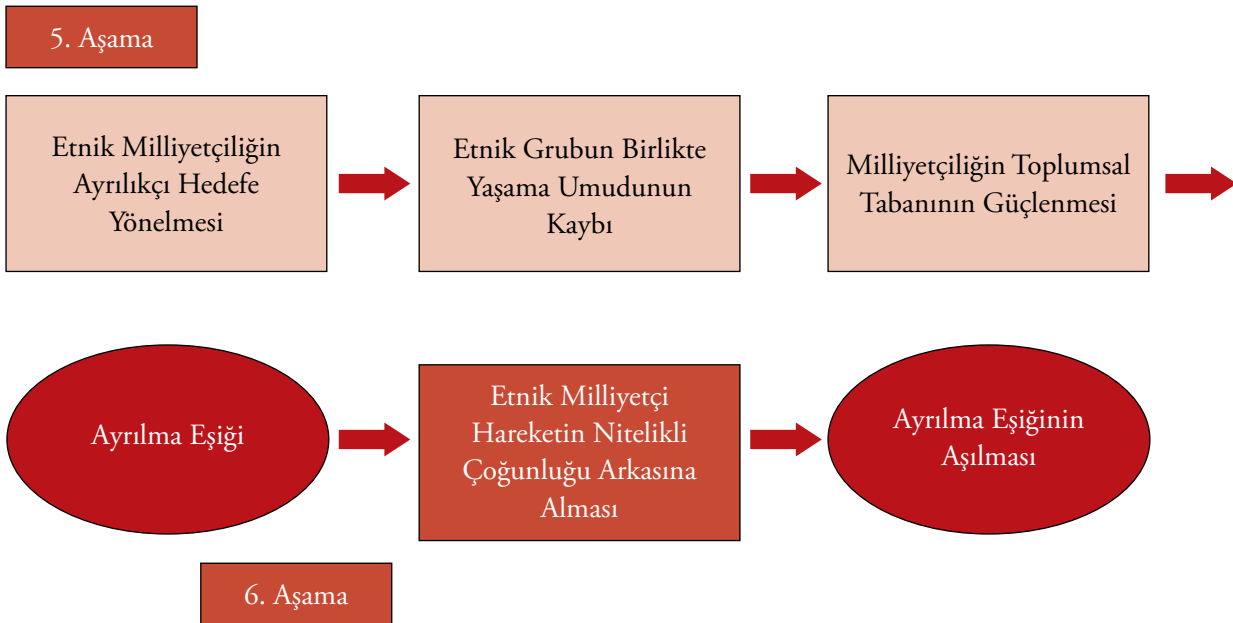 5. Aşama
Etnik Milliyetçiliğin
Ayrılıkçı Hedefe
Yönelmesi
Etnik Grubun Birlikte
Yaşama Umudunun
Kaybı
Milliyetçiliğin Toplumsal
Tabanının Güçlenmesi
Ayrılma Eşiği
Etnik Milliyetçi
Hareketin Nitelikli
Çoğunluğu Arkasına
Alması
Ayrılma Eşiğinin
Aşılması
6. Aşama